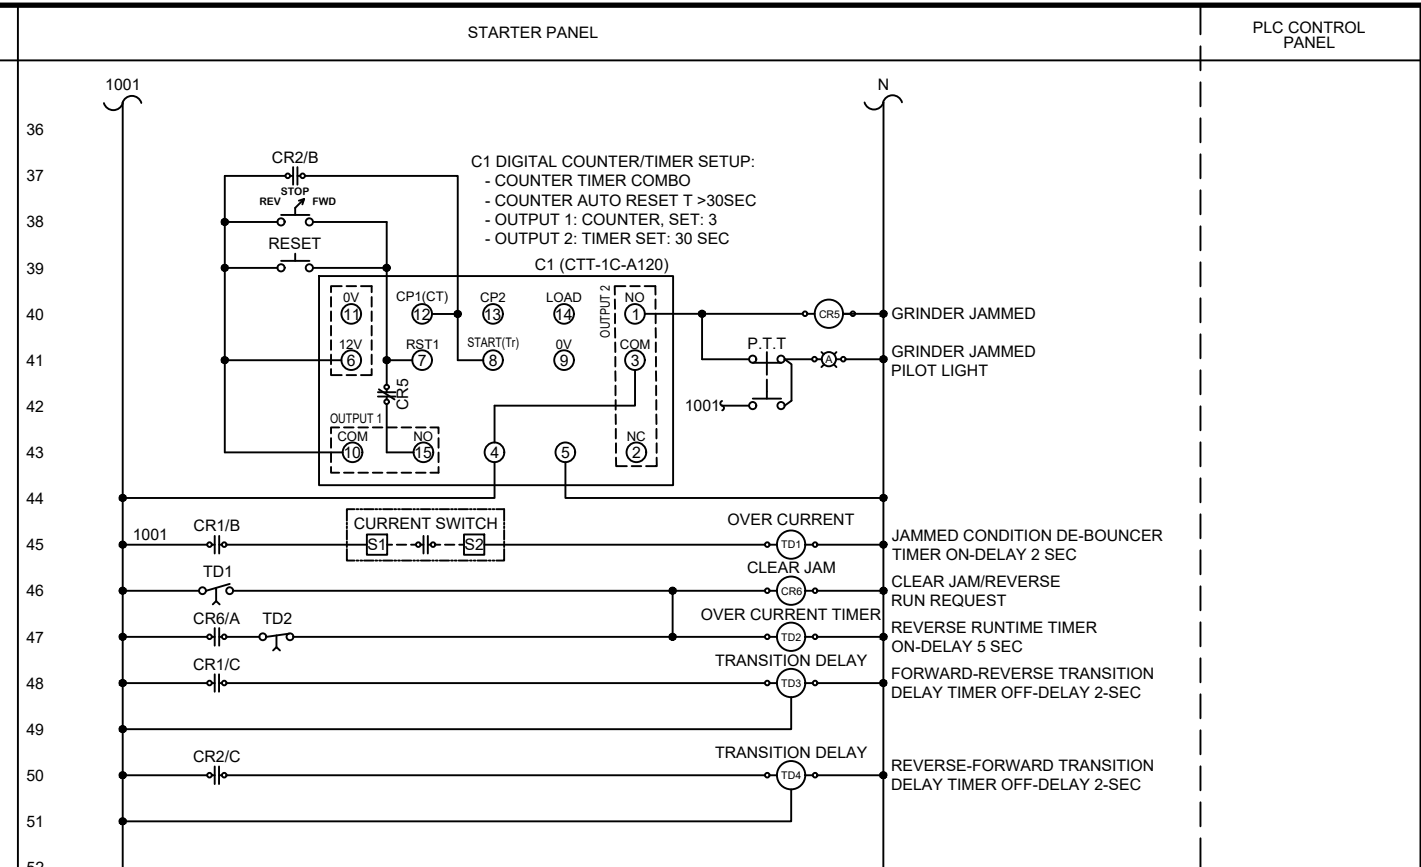 STARTER PANEL
PLC CONTROL
PANEL
1001
N
36
CR2/B
C1 DIGITAL COUNTER/TIMER SETUP:
37
- COUNTER TIMER COMBO
STOP
REV
FWD
- COUNTER AUTO RESET T >30SEC
38
- OUTPUT 1: COUNTER, SET: 3
RESET
- OUTPUT 2: TIMER SET: 30 SEC
39
C1 (CTT-1C-A120)
0V
CP1(CT)
CP2
LOAD
OUTPUT 2
NO
40
11
12
13
14
1
CR5
GRINDER JAMMED
12V
RST1
START(Tr)
0V
COM
P.T.T
41
6
7
8
9
3
A
GRINDER JAMMED
PILOT LIGHT
CR5
42
1001
OUTPUT 1
COM
NO
NC
43
10
15
4
5
2
44
1001
CR1/B
CURRENT SWITCH
OVER CURRENT
45
S1
S2
TD1
JAMMED CONDITION DE-BOUNCER
TIMER ON-DELAY 2 SEC
TD1
CLEAR JAM
46
CR6
CLEAR JAM/REVERSE
RUN REQUEST
CR6/A
TD2
OVER CURRENT TIMER
47
TD2
REVERSE RUNTIME TIMER
ON-DELAY 5 SEC
CR1/C
TRANSITION DELAY
48
TD3
FORWARD-REVERSE TRANSITION
DELAY TIMER OFF-DELAY 2-SEC
49
CR2/C
TRANSITION DELAY
50
TD4
REVERSE-FORWARD TRANSITION
DELAY TIMER OFF-DELAY 2-SEC
51
52